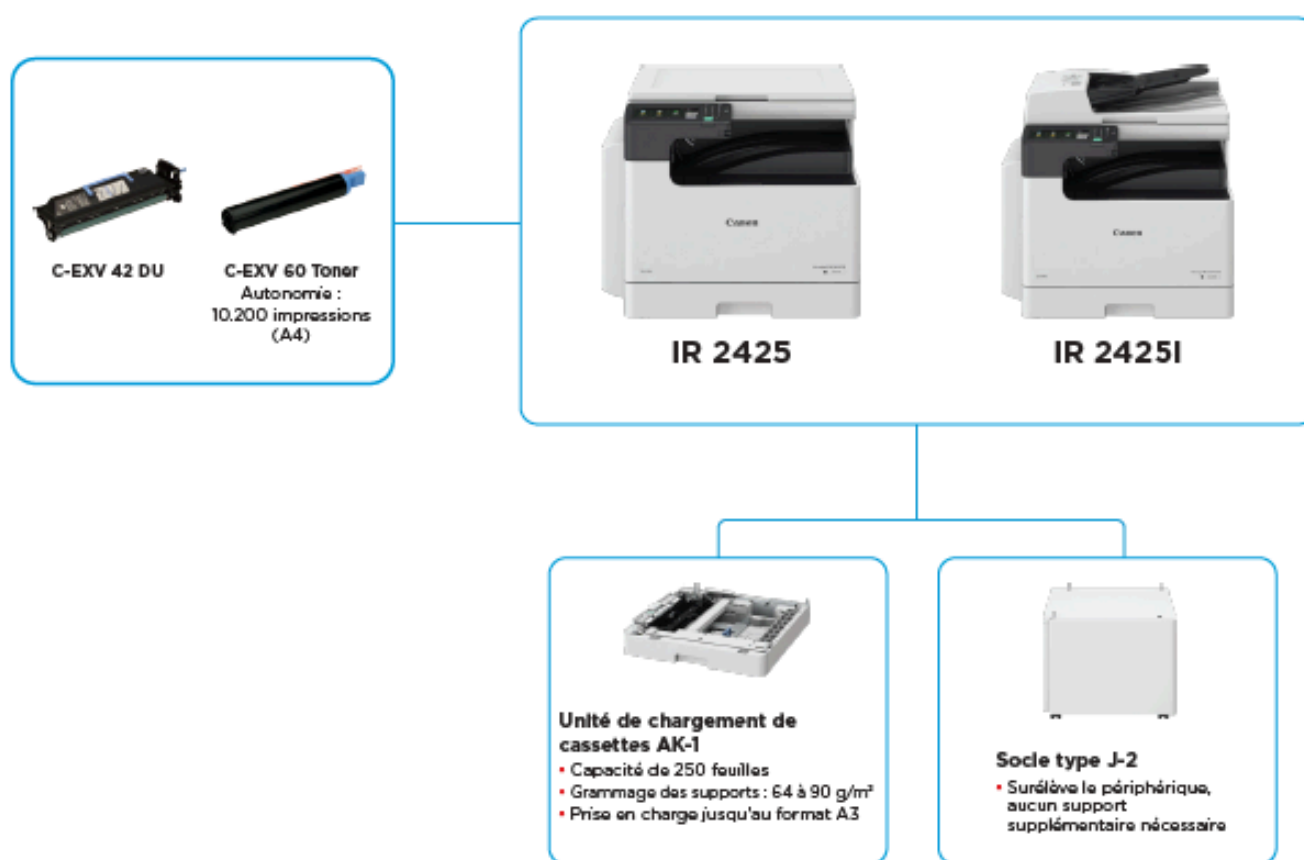 Canon
Canon
IR 2425
IR 2425I
C-EXV 42 DU
C-EXV 60 Toner
Autonomie :
10.200 impressions
(A4)
Unité de chargement de
cassettes AK-1
• Capacité de 250 feuilles
• Grammage des supports : 64 à 90 g/m²
• Prise en charge jusqu'au format A3
Socle type J-2
• Surélève le périphérique,
aucun support
supplémentaire nécessaire